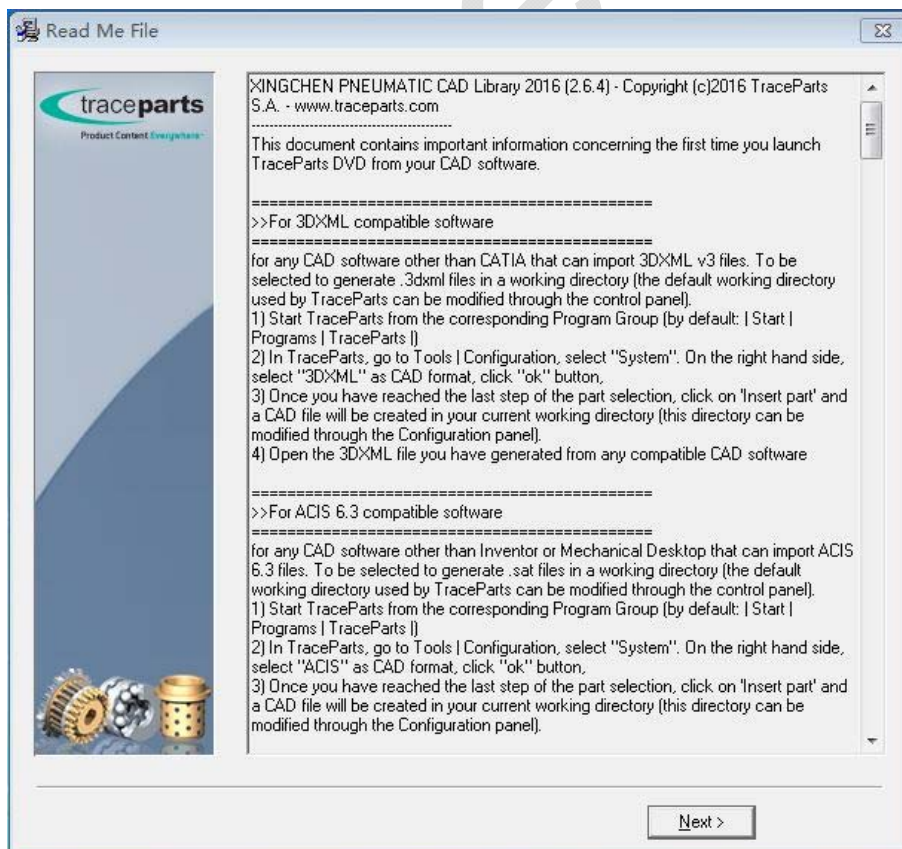 Read Me File
traceparts
Product Content Everywhere
XINGCHEN PNEUMATIC CAD Library 2016 (2.6.4) - Copyright (c)2016 TraceParts
S.A. - www.traceparts.com
----------------------------------------------
This document contains important information concerning the first time you launch
TraceParts DVD from your CAD software.
=============================================
>>For 3DXML compatible software
=============================================
for any CAD software other than CATIA that can import 3DXML v3 files. To be
selected to generate .3dxml files in a working directory (the default working directory
used by TraceParts can be modified through the control panel).
1) Start TraceParts from the corresponding Program Group (by default: | Start |
Programs | TraceParts |)
2) In TraceParts, go to Tools | Configuration, select "System". On the right hand side,
select "3DXML" as CAD format, click "ok" button,
3) Once you have reached the last step of the part selection, click on 'Insert part' and
a CAD file will be created in your current working directory (this directory can be
modified through the Configuration panel).
4) Open the 3DXML file you have generated from any compatible CAD software
=============================================
>>For ACIS 6.3 compatible software
=============================================
for any CAD software other than Inventor or Mechanical Desktop that can import ACIS
6.3 files. To be selected to generate .sat files in a working directory (the default
working directory used by TraceParts can be modified through the control panel).
1) Start TraceParts from the corresponding Program Group (by default: | Start |
Programs | TraceParts |)
2) In TraceParts, go to Tools | Configuration, select "System". On the right hand side,
select "ACIS" as CAD format, click "ok" button,
3) Once you have reached the last step of the part selection, click on 'Insert part' and
a CAD file will be created in your current working directory (this directory can be
modified through the Configuration panel).
Next >